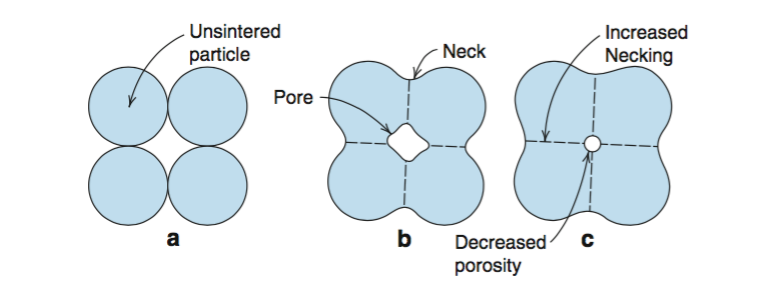 Unsintered
particle
Neck
Pore
Increased
Necking
Decreased
porosity
a
b
c